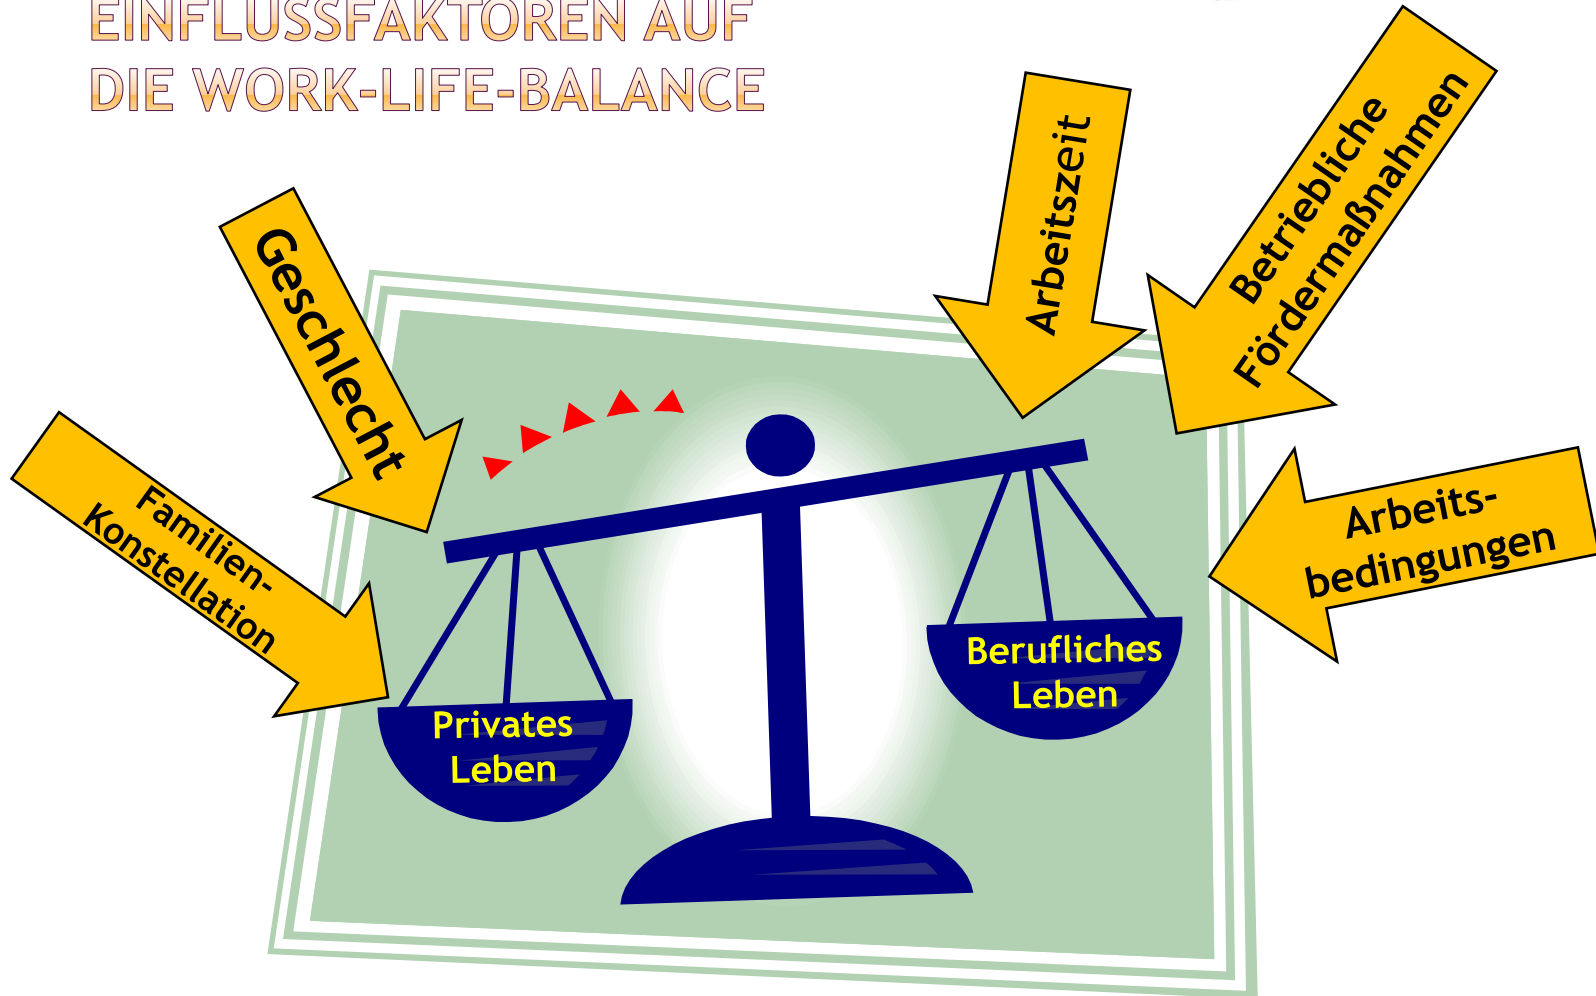 EINFLUSSFAKTOREN AUF
DIE WORK-LIFE-BALANCE
Geschlecht
Familien-
Konstellation
Arbeitszeit
Betriebliche
Fördermaßnahmen
Arbeits-
bedingungen
Privates
Leben
Berufliches
Leben